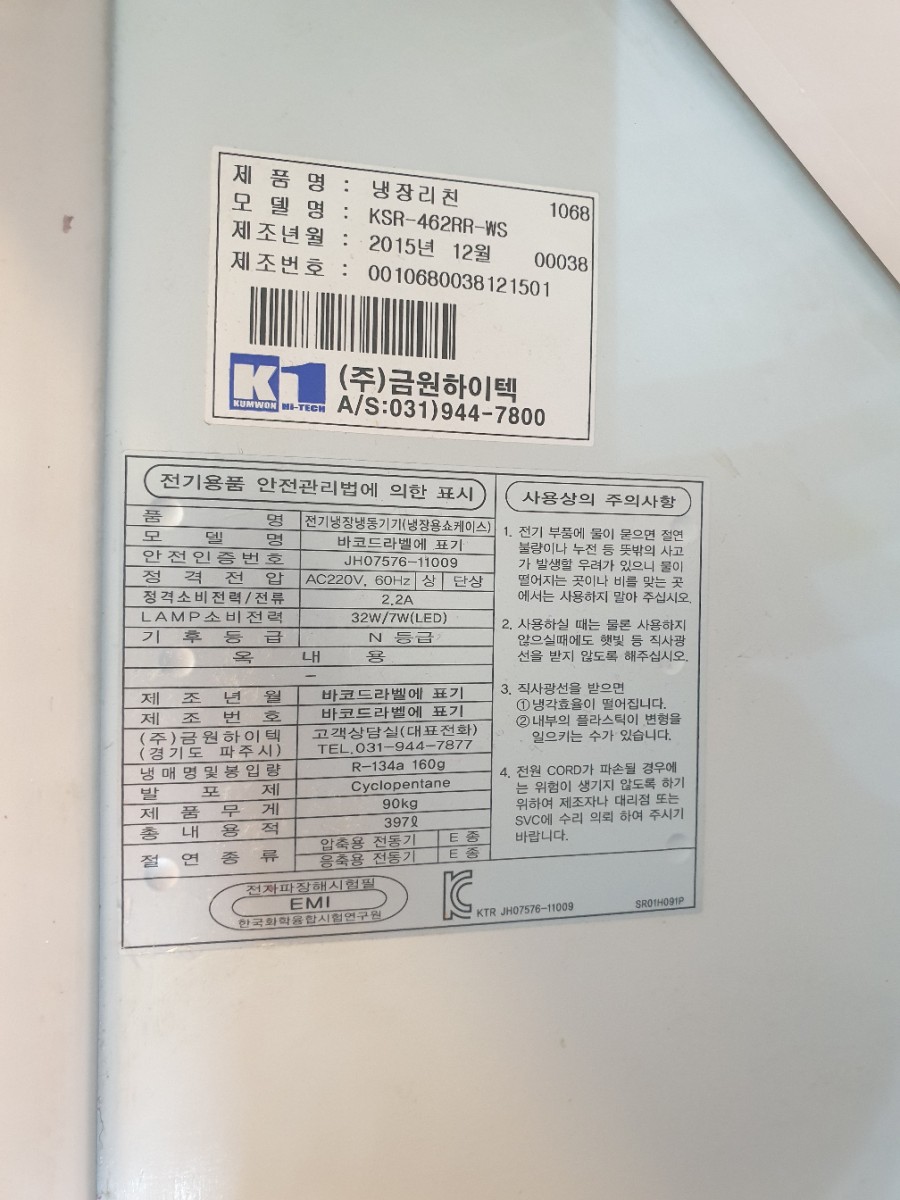 제 품 명 : 냉장리친 1068
모 델 명 : KSR-462RR-WS
제조년월 : 2015년 12월 00038
제조번호 : 0010680038121501
K1 (주)금원하이텍
KUMWON HI-TECH A/S:031)944-7800
전기용품 안전관리법에 의한 표시
품 명 전기냉장냉동기기(냉장용쇼케이스)
모 델 명 바코드라벨에 표기
안전인증번호 JH07576-11009
정 격 전 압 AC220V, 60Hz 상 단상
정격소비전력/전류 2.2A
LAMP소비전력 32W/7W(LED)
기 후 등 급 N 등급
옥 내 용
-
제 조 년 월 바코드라벨에 표기
제 조 번 호 바코드라벨에 표기
(주)금원하이텍 고객상담실(대표전화)
(경기도 파주시) TEL.031-944-7877
냉매명및봉입량 R-134a 160g
발 포 제 Cyclopentane
제 품 무 게 90kg
총 내 용 적 397ℓ
절 연 종 류 압축용 전동기 E 종
응축용 전동기 E 종
사용상의 주의사항
1. 전기 부품에 물이 묻으면 절연
불량이나 누전 등 뜻밖의 사고
가 발생할 우려가 있으니 물이
떨어지는 곳이나 비를 맞는 곳
에서는 사용하지 말아 주십시오.
2. 사용하실 때는 물론 사용하지
않으실때에도 햇빛 등 직사광
선을 받지 않도록 해주십시오.
3. 직사광선을 받으면
①냉각효율이 떨어집니다.
②내부의 플라스틱이 변형을
일으키는 수가 있습니다.
4. 전원 CORD가 파손될 경우에
는 위험이 생기지 않도록 하기
위하여 제조자나 대리점 또는
SVC에 수리 의뢰 하여 주시기
바랍니다.
전자파장해시험필
EMI
한국화학융합시험연구원
KTR JH07576-11009
SR01H091P